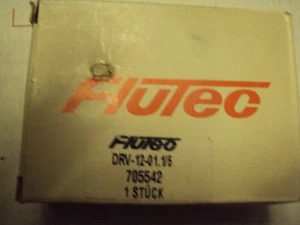 FLUTEC
FLUTEC
DRV-12-01.1/5
705542
1 STÜCK